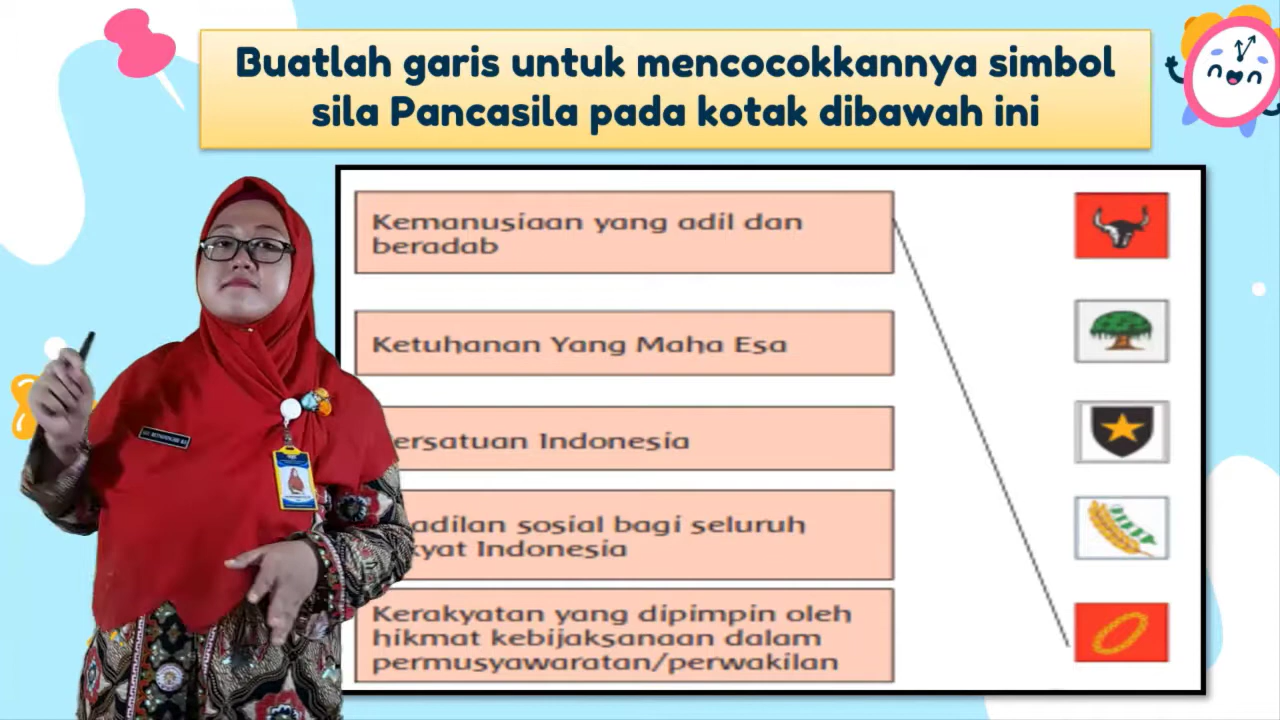 Buatlah garis untuk mencocokkannya simbol
sila Pancasila pada kotak dibawah ini
Kemanusiaan yang adil dan
beradab
Ketuhanan Yang Maha Esa
ersatuan Indonesia
adilan sosial bagi seluruh
kyat Indonesia
Kerakyatan yang dipimpin oleh
hikmat kebijaksanaan dalam
permusyawaratan/perwakilan